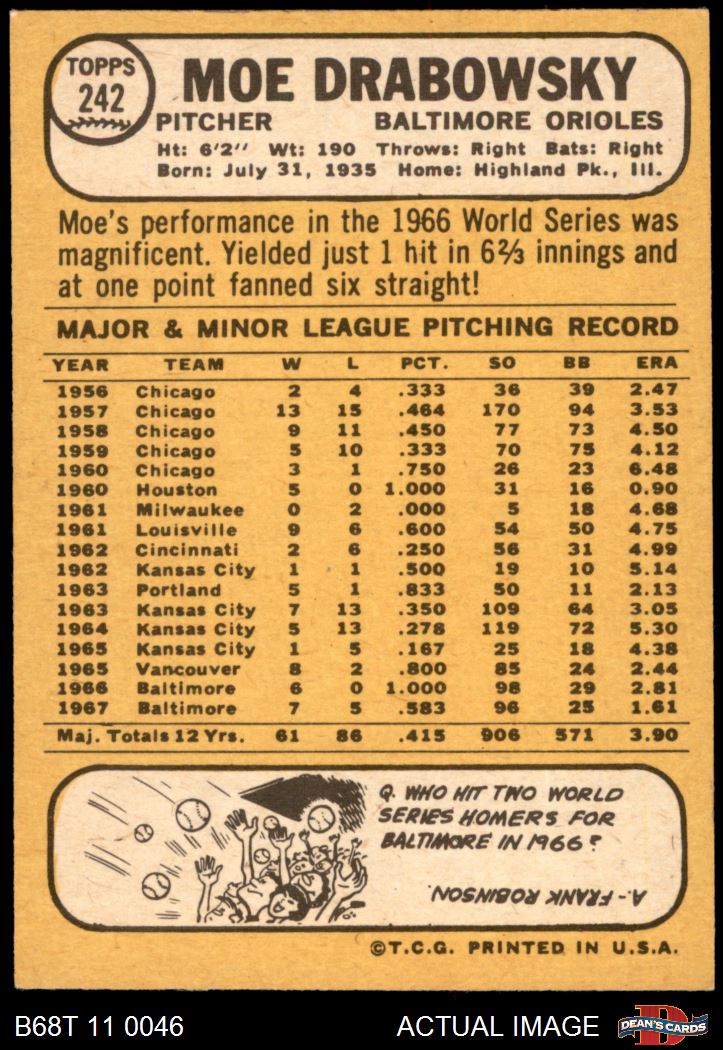 TOPPS
242
MOE DRABOWSKY
PITCHER BALTIMORE ORIOLES
Ht: 6'2" Wt: 190 Throws: Right Bats: Right
Born: July 31, 1935 Home: Highland Pk., Ill.
Moe's performance in the 1966 World Series was
magnificent. Yielded just 1 hit in 6⅔ innings and
at one point fanned six straight!
MAJOR & MINOR LEAGUE PITCHING RECORD
YEAR TEAM W L PCT. SO BB ERA
1956 Chicago 2 4 .333 36 39 2.47
1957 Chicago 13 15 .464 170 94 3.53
1958 Chicago 9 11 .450 77 73 4.50
1959 Chicago 5 10 .333 70 75 4.12
1960 Chicago 3 1 .750 26 23 6.48
1960 Houston 5 0 1.000 31 16 0.90
1961 Milwaukee 0 2 .000 5 18 4.68
1961 Louisville 9 6 .600 54 50 4.75
1962 Cincinnati 2 6 .250 56 31 4.99
1962 Kansas City 1 1 .500 19 10 5.14
1963 Portland 5 1 .833 50 11 2.13
1963 Kansas City 7 13 .350 109 64 3.05
1964 Kansas City 5 13 .278 119 72 5.30
1965 Kansas City 1 5 .167 25 18 4.38
1965 Vancouver 8 2 .800 85 24 2.44
1966 Baltimore 6 0 1.000 98 29 2.81
1967 Baltimore 7 5 .583 96 25 1.61
Maj. Totals 12 Yrs. 61 86 .415 906 571 3.90
Q. WHO HIT TWO WORLD
SERIES HOMERS FOR
BALTIMORE IN 1966?
A- FRANK ROBINSON.
©T.C.G. PRINTED IN U.S.A.
B68T 11 0046 ACTUAL IMAGE DEAN'S CARDS